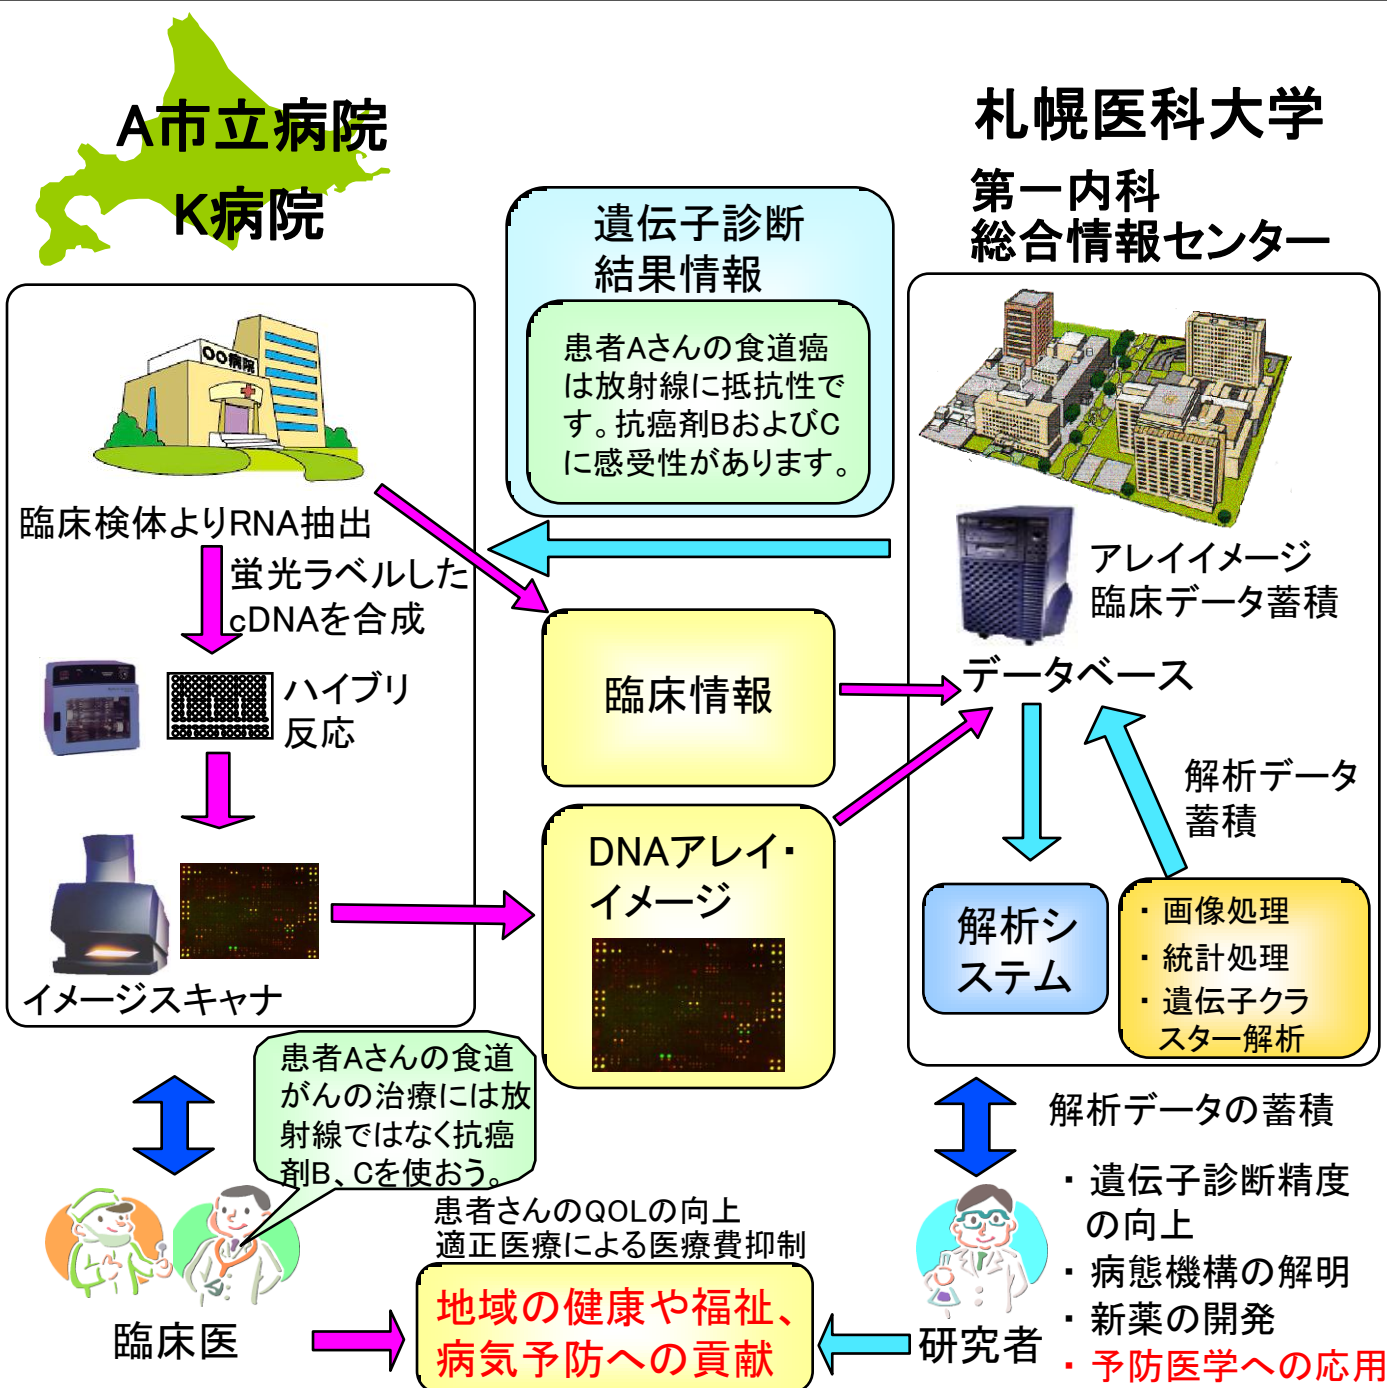 A市立病院
K病院
札幌医科大学
第一内科
総合情報センター
遺伝子診断
結果情報
患者Aさんの食道癌
は放射線に抵抗性で
す。抗癌剤BおよびC
に感受性があります。
〇〇病院
臨床検体よりRNA抽出
蛍光ラベルした
cDNAを合成
ハイブリ
反応
イメージスキャナ
臨床情報
DNAアレイ・
イメージ
アレイイメージ
臨床データ蓄積
データベース
解析データ
蓄積
解析シ
ステム
・画像処理
・統計処理
・遺伝子クラ
スター解析
患者Aさんの食道
がんの治療には放
射線ではなく抗癌
剤B、Cを使おう。
臨床医
患者さんのQOLの向上
適正医療による医療費抑制
地域の健康や福祉、
病気予防への貢献
研究者
解析データの蓄積
・遺伝子診断精度
の向上
・病態機構の解明
・新薬の開発
・予防医学への応用